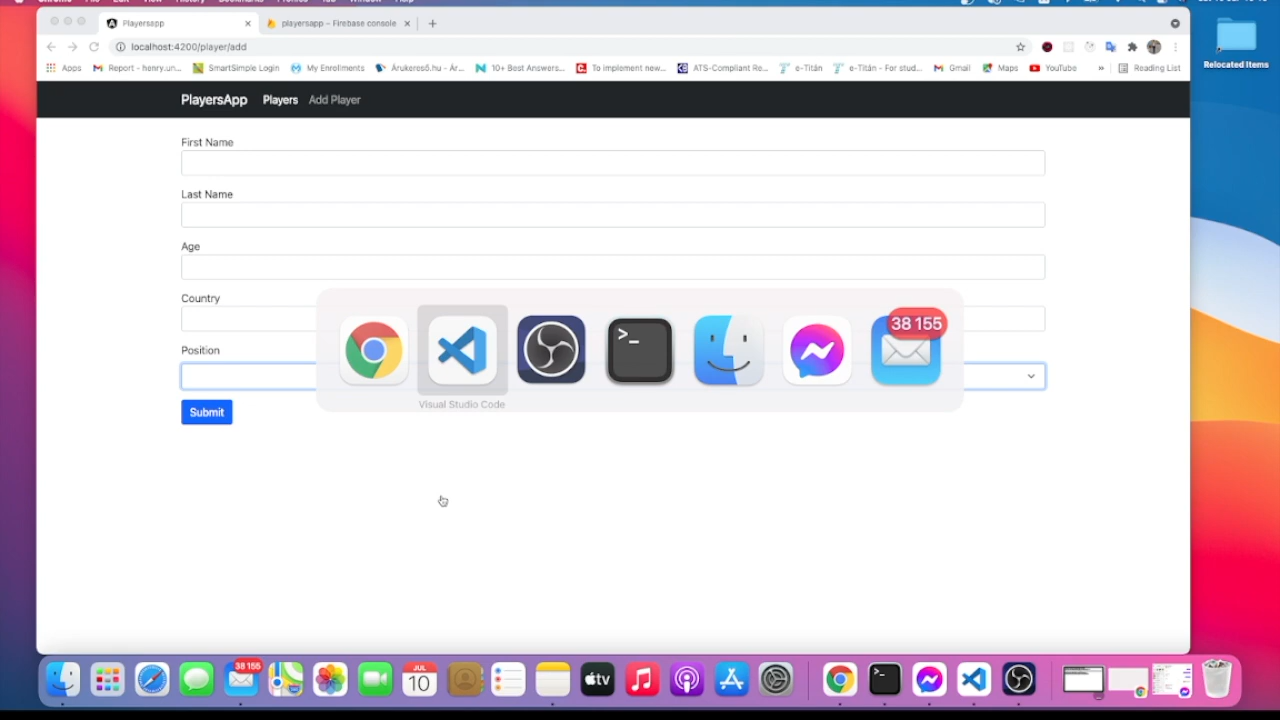 Playersapp
playersapp – Firebase console
localhost:4200/player/add
Apps
Report - henry.un...
SmartSimple Login
My Enrollments
Árukereső.hu - Ár...
10+ Best Answers...
To implement new...
ATS-Compliant Re...
e-Titán
e-Titán - For stud...
Gmail
Maps
YouTube
»
Reading List
Relocated Items
PlayersApp
Players
Add Player
First Name
Last Name
Age
Country
Position
Submit
38 155
Visual Studio Code
38 155
JUL
10
tv